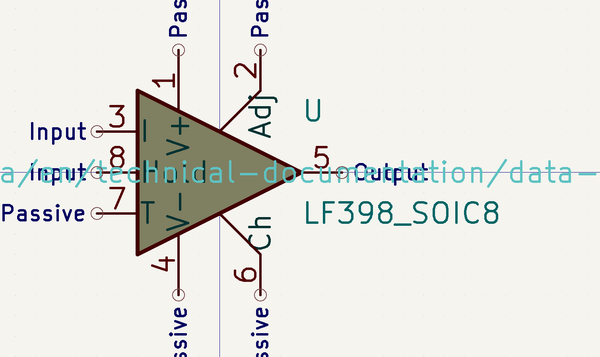 Pas
Pas
1
2
3
I
V+
Adj
U
Input
8
Input
a/en/technical-documentation/data-
5
Output
7
T
Passive
V-
Ch
LF398_SOIC8
4
6
ssive
ssive